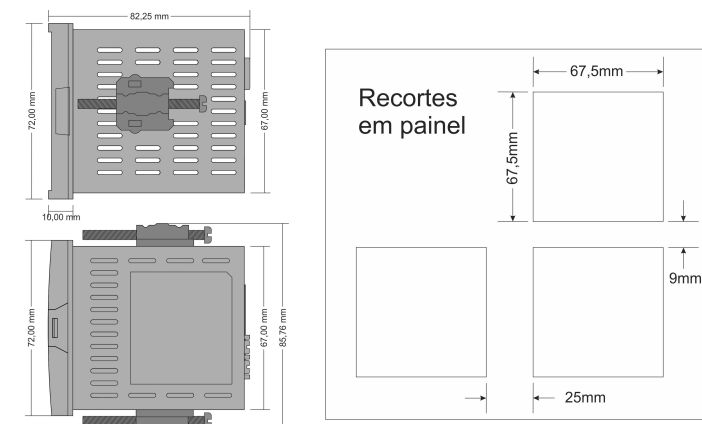 82,25 mm
72,00 mm
67,00 mm
10,00 mm
72,00 mm
67,00 mm
85,76 mm
Recortes
em painel
67,5mm
67,5mm
9mm
25mm